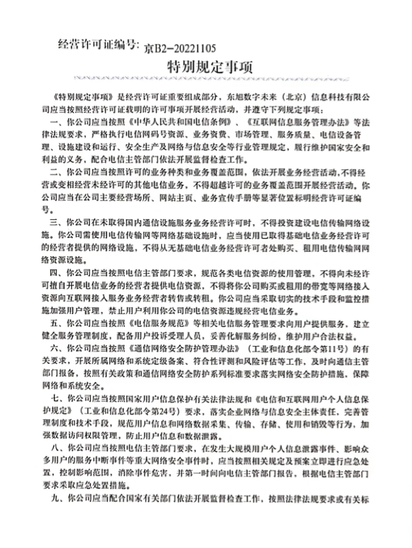 经营许可证编号: 京B2-20221105
特别规定事项
《特别规定事项》是经营许可证重要组成部分，东旭数字未来（北京）信息科技有限公
司应当按照经营许可证载明的许可事项开展经营活动，并遵守下列规定事项：
一、你公司应当按照《中华人民共和国电信条例》、《互联网信息服务管理办法》等法
律法规要求，严格执行电信网码号资源、业务资费、市场管理、服务质量、电信设备管
理、设施建设和运行、安全生产及网络与信息安全等行业管理规定，履行维护国家安全和
利益的义务，配合电信主管部门依法开展监督检查工作。
二、你公司应当按照许可的业务种类和业务覆盖范围，依法开展业务经营活动,不得经
营或变相经营未经许可的其他电信业务，不得超越许可的业务覆盖范围开展经营活动。你
公司应当在公司主要经营场所、网站主页、业务宣传手册等显著位置标明经营许可证编
号。
三、你公司在未取得国内通信设施服务业务经营许可时，不得投资建设电信传输网络设
施。你公司需使用电信传输网等网络基础设施时，应当使用已取得基础电信业务经营许可
的经营者提供的网络设施，不得从无基础电信业务经营者处购买、租用电信传输网网
络资源设施。
四、你公司应当按照电信主管部门要求，规范各类电信资源的使用管理，不得向未经许
可擅自开展电信业务的经营者提供电信资源，不得将你公司购买或租用的带宽等网络接入
资源向互联网接入服务业务经营者转售或转租。你公司应当采取切实的技术手段和监控措
施加强用户管理，禁止用户利用你公司的电信资源违规经营电信业务。
五、你公司应当按照《电信服务规范》等相关电信服务管理要求向用户提供服务，建立
健全服务管理制度，配备用户投诉受理人员，妥善化解服务纠纷，维护用户合法权益。
六、你公司应当按照《通信网络安全防护管理办法》（工业和信息化部令第11号）的有
关要求，开展所属网络和系统定级备案、符合性评测和风险评估等工作，及时向通信主管
部门报备，按照有关政策和通信网络安全防护系列标准要求落实网络安全防护措施，保障
网络和系统安全。
七、你公司应当按照国家用户信息保护有关法律法规和《电信和互联网用户个人信息保
护规定》（工业和信息化部令第24号）要求，落实企业网络与信息安全主体责任，完善管
理制度和技术手段，规范用户信息和网络数据采集、传输、存储、使用和销毁等行为，加
强数据访问权限管理，防止用户信息和数据泄露。
八、你公司应当按照电信主管部门要求，在发生大规模用户个人信息泄露事件、影响众
多用户的服务中断事件等重大网络安全事件时，应当按照相关规定及预案立即进行应急处
置，控制影响范围，消除事件危害，并第一时间向电信主管部门报告，根据电信主管部门
要求采取应急处置措施。
九、你公司应当配合国家有关部门依法开展监督检查工作，按照法律法规要求或有关标